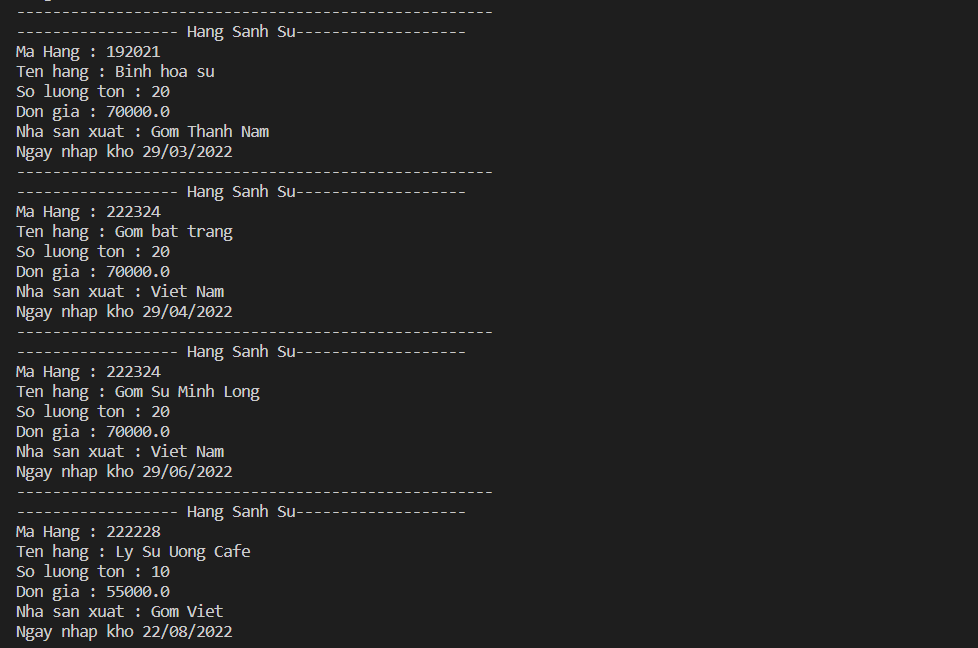 -----------------------------------------------------
------------------ Hang Sanh Su-------------------
Ma Hang : 192021
Ten hang : Binh hoa su
So luong ton : 20
Don gia : 70000.0
Nha san xuat : Gom Thanh Nam
Ngay nhap kho 29/03/2022
-----------------------------------------------------
------------------ Hang Sanh Su-------------------
Ma Hang : 222324
Ten hang : Gom bat trang
So luong ton : 20
Don gia : 70000.0
Nha san xuat : Viet Nam
Ngay nhap kho 29/04/2022
-----------------------------------------------------
------------------ Hang Sanh Su-------------------
Ma Hang : 222324
Ten hang : Gom Su Minh Long
So luong ton : 20
Don gia : 70000.0
Nha san xuat : Viet Nam
Ngay nhap kho 29/06/2022
-----------------------------------------------------
------------------ Hang Sanh Su-------------------
Ma Hang : 222228
Ten hang : Ly Su Uong Cafe
So luong ton : 10
Don gia : 55000.0
Nha san xuat : Gom Viet
Ngay nhap kho 22/08/2022